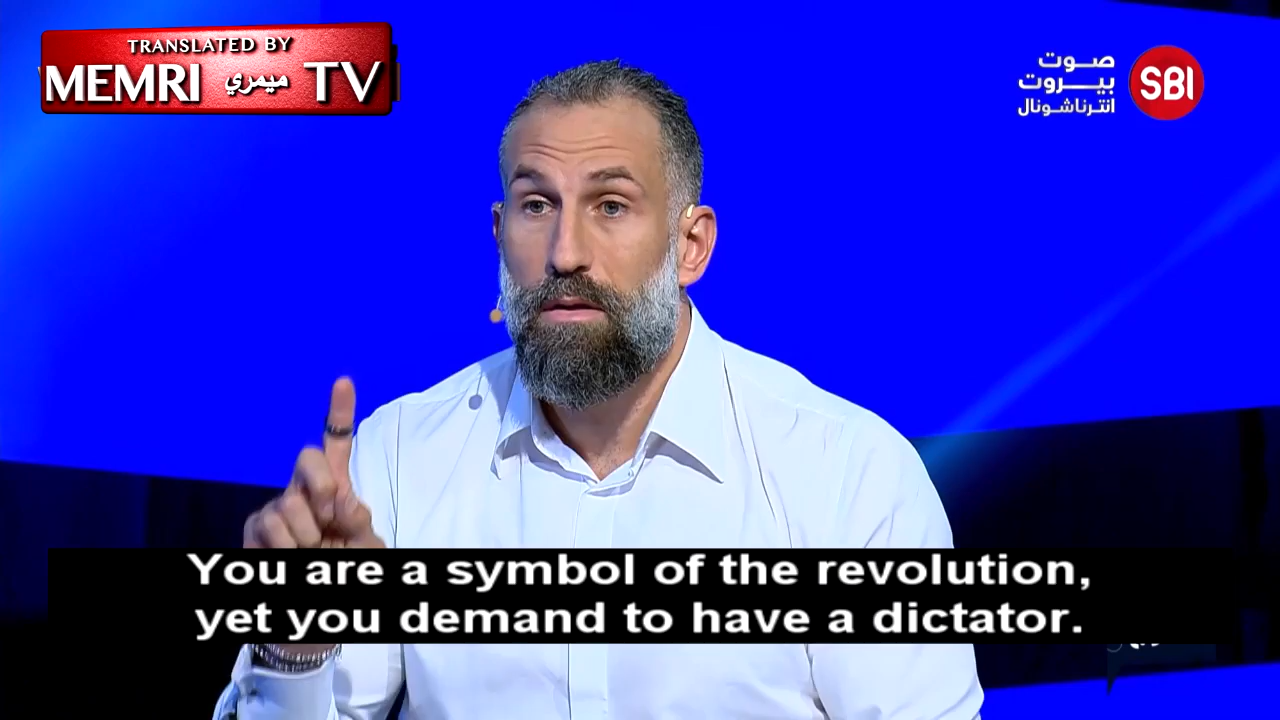 TRANSLATED BY
MEMRI ميمري TV
صوت
بيروت
انترناشونال
SBI
You are a symbol of the revolution,
yet you demand to have a dictator.